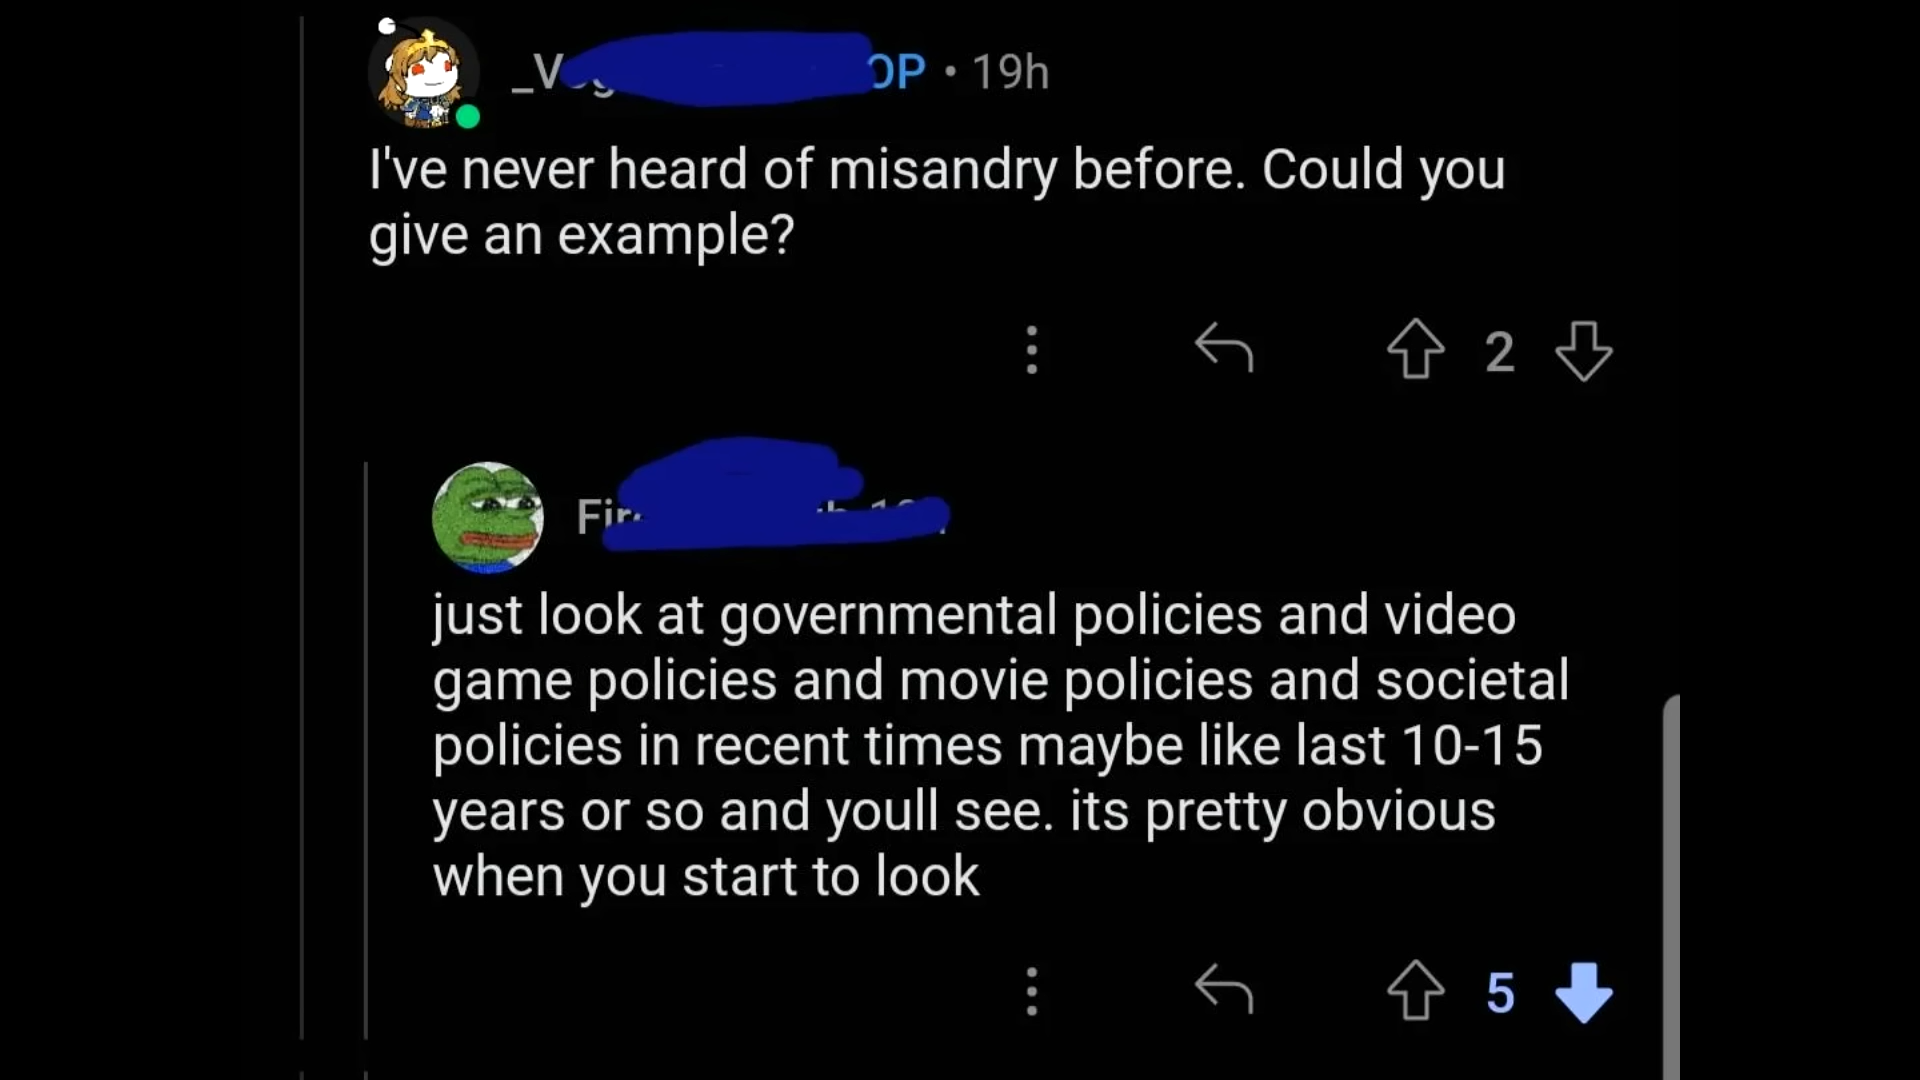 OP • 19h
I've never heard of misandry before. Could you
give an example?
2
just look at governmental policies and video
game policies and movie policies and societal
policies in recent times maybe like last 10-15
years or so and youll see. its pretty obvious
when you start to look
5